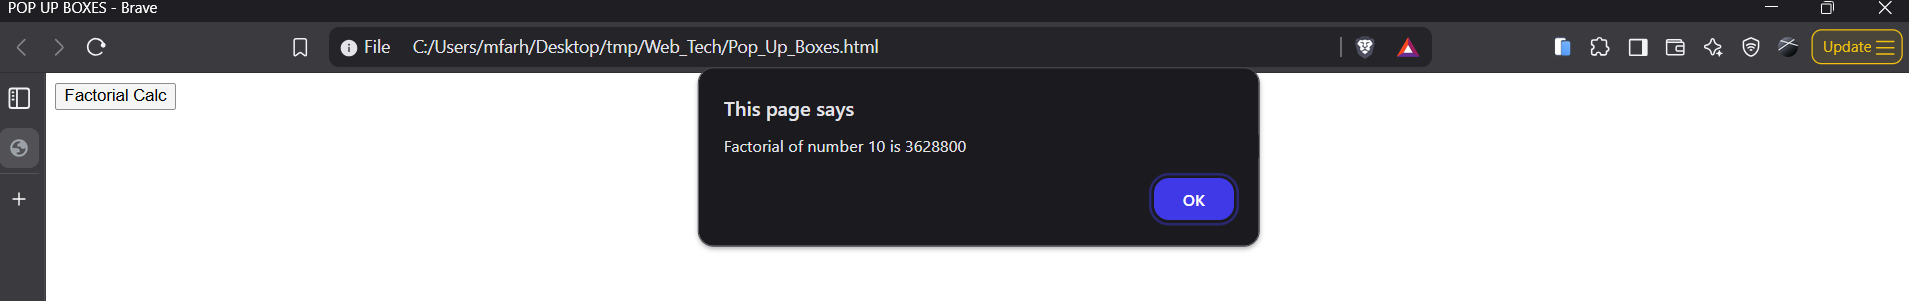 POP UP BOXES - Brave
File C:/Users/mfarh/Desktop/tmp/Web_Tech/Pop_Up_Boxes.html
Update
Factorial Calc
This page says
Factorial of number 10 is 3628800
OK